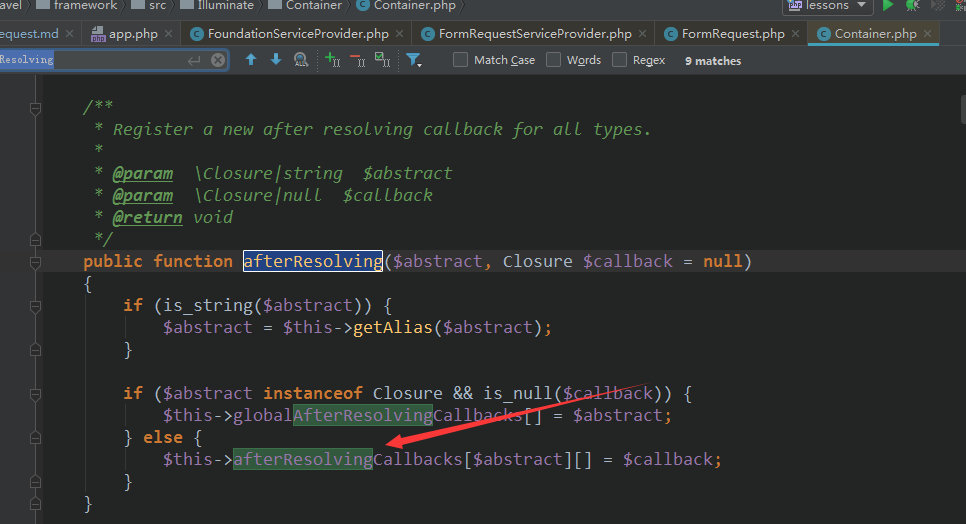 avel framework src Illuminate Container Container.php lessons
equest.md app.php FoundationServiceProvider.php FormRequestServiceProvider.php FormRequest.php Container.php
Resolving Match Case Words Regex 9 matches
/**
* Register a new after resolving callback for all types.
*
* @param \Closure|string $abstract
* @param \Closure|null $callback
* @return void
*/
public function afterResolving($abstract, Closure $callback = null)
{
if (is_string($abstract)) {
$abstract = $this->getAlias($abstract);
}
if ($abstract instanceof Closure && is_null($callback)) {
$this->globalAfterResolvingCallbacks[] = $abstract;
} else {
$this->afterResolvingCallbacks[$abstract][] = $callback;
}
}